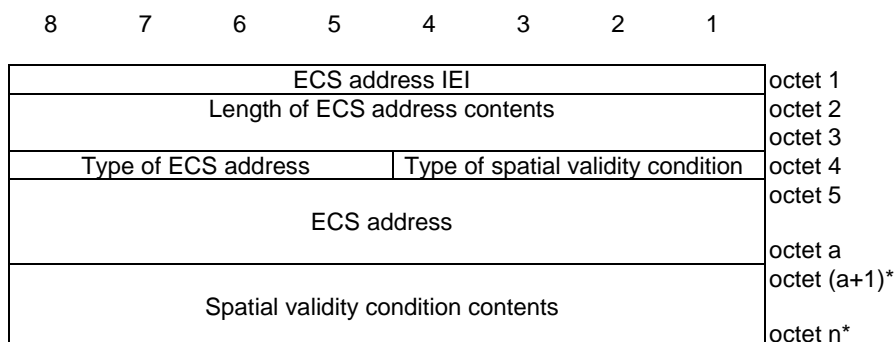 8 7 6 5 4 3 2 1
ECS address IEI octet 1
Length of ECS address contents octet 2
octet 3
Type of ECS address Type of spatial validity condition octet 4
octet 5
ECS address
octet a
octet (a+1)*
Spatial validity condition contents
octet n*